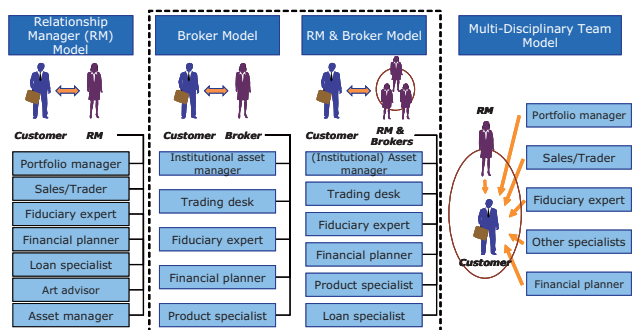 Relationship
Manager (RM)
Model
Customer
RM
Portfolio manager
Sales/Trader
Fiduciary expert
Financial planner
Loan specialist
Art advisor
Asset manager
Broker Model
Customer
Broker
Institutional asset
manager
Trading desk
Fiduciary expert
Financial planner
Product specialist
RM & Broker Model
Customer
RM &
Brokers
(Institutional) Asset
manager
Trading desk
Fiduciary expert
Financial planner
Product specialist
Loan specialist
Multi-Disciplinary Team
Model
RM
Customer
Portfolio manager
Sales/Trader
Fiduciary expert
Other specialists
Financial planner